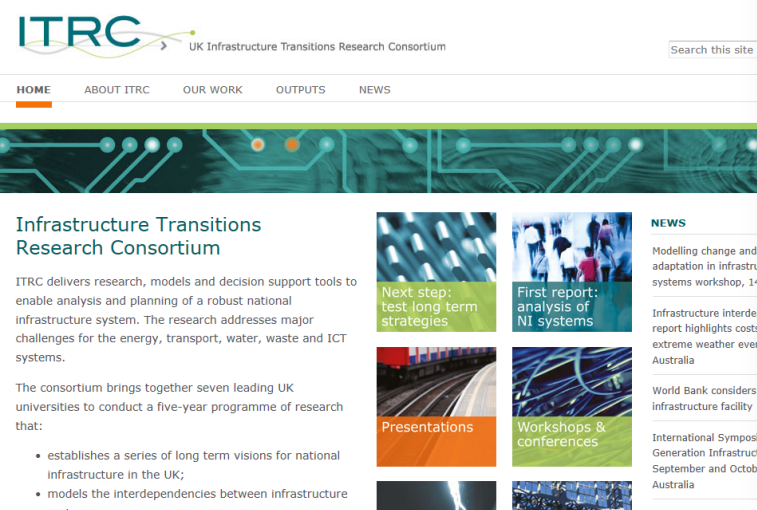 ITRC
UK Infrastructure Transitions Research Consortium
Search this site
HOME
ABOUT ITRC
OUR WORK
OUTPUTS
NEWS
Infrastructure Transitions
Research Consortium
ITRC delivers research, models and decision support tools to
enable analysis and planning of a robust national
infrastructure system. The research addresses major
challenges for the energy, transport, water, waste and ICT
systems.
The consortium brings together seven leading UK
universities to conduct a five-year programme of research
that:
• establishes a series of long term visions for national
infrastructure in the UK;
• models the interdependencies between infrastructure
Next step:
test long term
strategies
First report:
analysis of
NI systems
Presentations
Workshops &
conferences
NEWS
Modelling change and
adaptation in infrastru
systems workshop, 14
Infrastructure interde
report highlights costs
extreme weather ever
Australia
World Bank considers
infrastructure facility
International Symposi
Generation Infrastruct
September and Octob
Australia